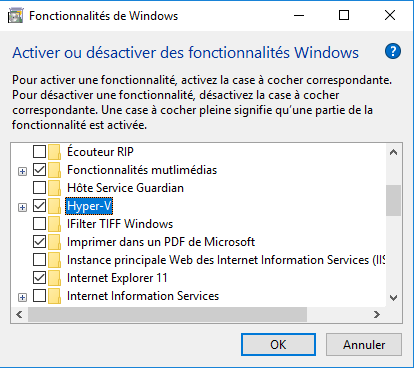 Fonctionnalités de Windows
Activer ou désactiver des fonctionnalités Windows
Pour activer une fonctionnalité, activez la case à cocher correspondante.
Pour désactiver une fonctionnalité, désactivez la case à cocher
correspondante. Une case à cocher pleine signifie qu'une partie de la
fonctionnalité est activée.
Écouteur RIP
Fonctionnalités mutlimédias
Hôte Service Guardian
Hyper-V
IFilter TIFF Windows
Imprimer dans un PDF de Microsoft
Instance principale Web des Internet Information Services (IIS
Internet Explorer 11
Internet Information Services
OK Annuler